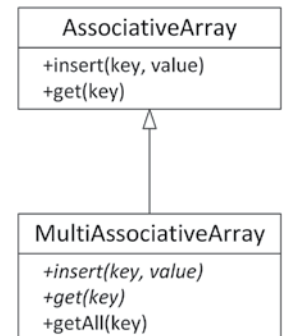 AssociativeArray
+insert(key, value)
+get(key)
MultiAssociativeArray
+insert(key, value)
+get(key)
+getAll(key)